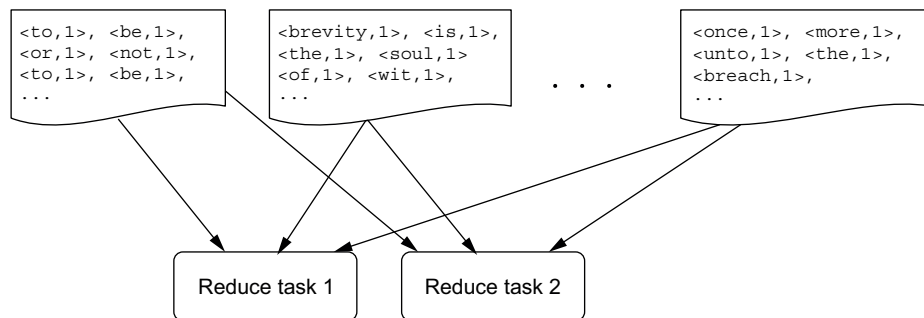 <to,1>, <be,1>,
<or,1>, <not,1>,
<to,1>, <be,1>,
...
<brevity,1>, <is,1>,
<the,1>, <soul,1>
<of,1>, <wit,1>,
...
. . .
<once,1>, <more,1>,
<unto,1>, <the,1>,
<breach,1>,
...
Reduce task 1
Reduce task 2